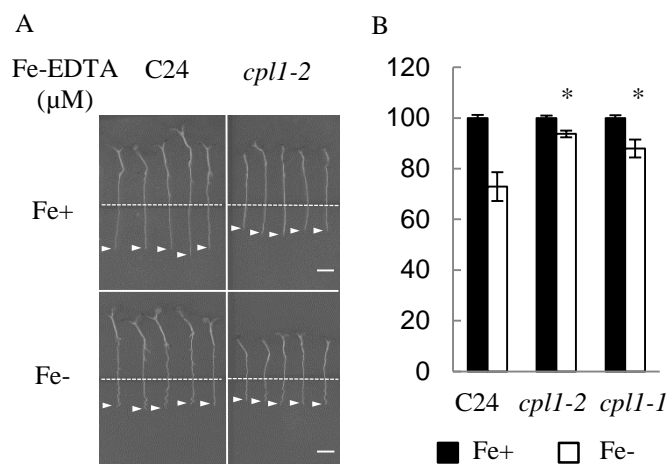 A
Fe-EDTA
(μM)
C24
cpl1-2
Fe+
Fe-
B
120
100
80
60
40
20
0
*
*
C24
cpl1-2
cpl1-1
Fe+
Fe-